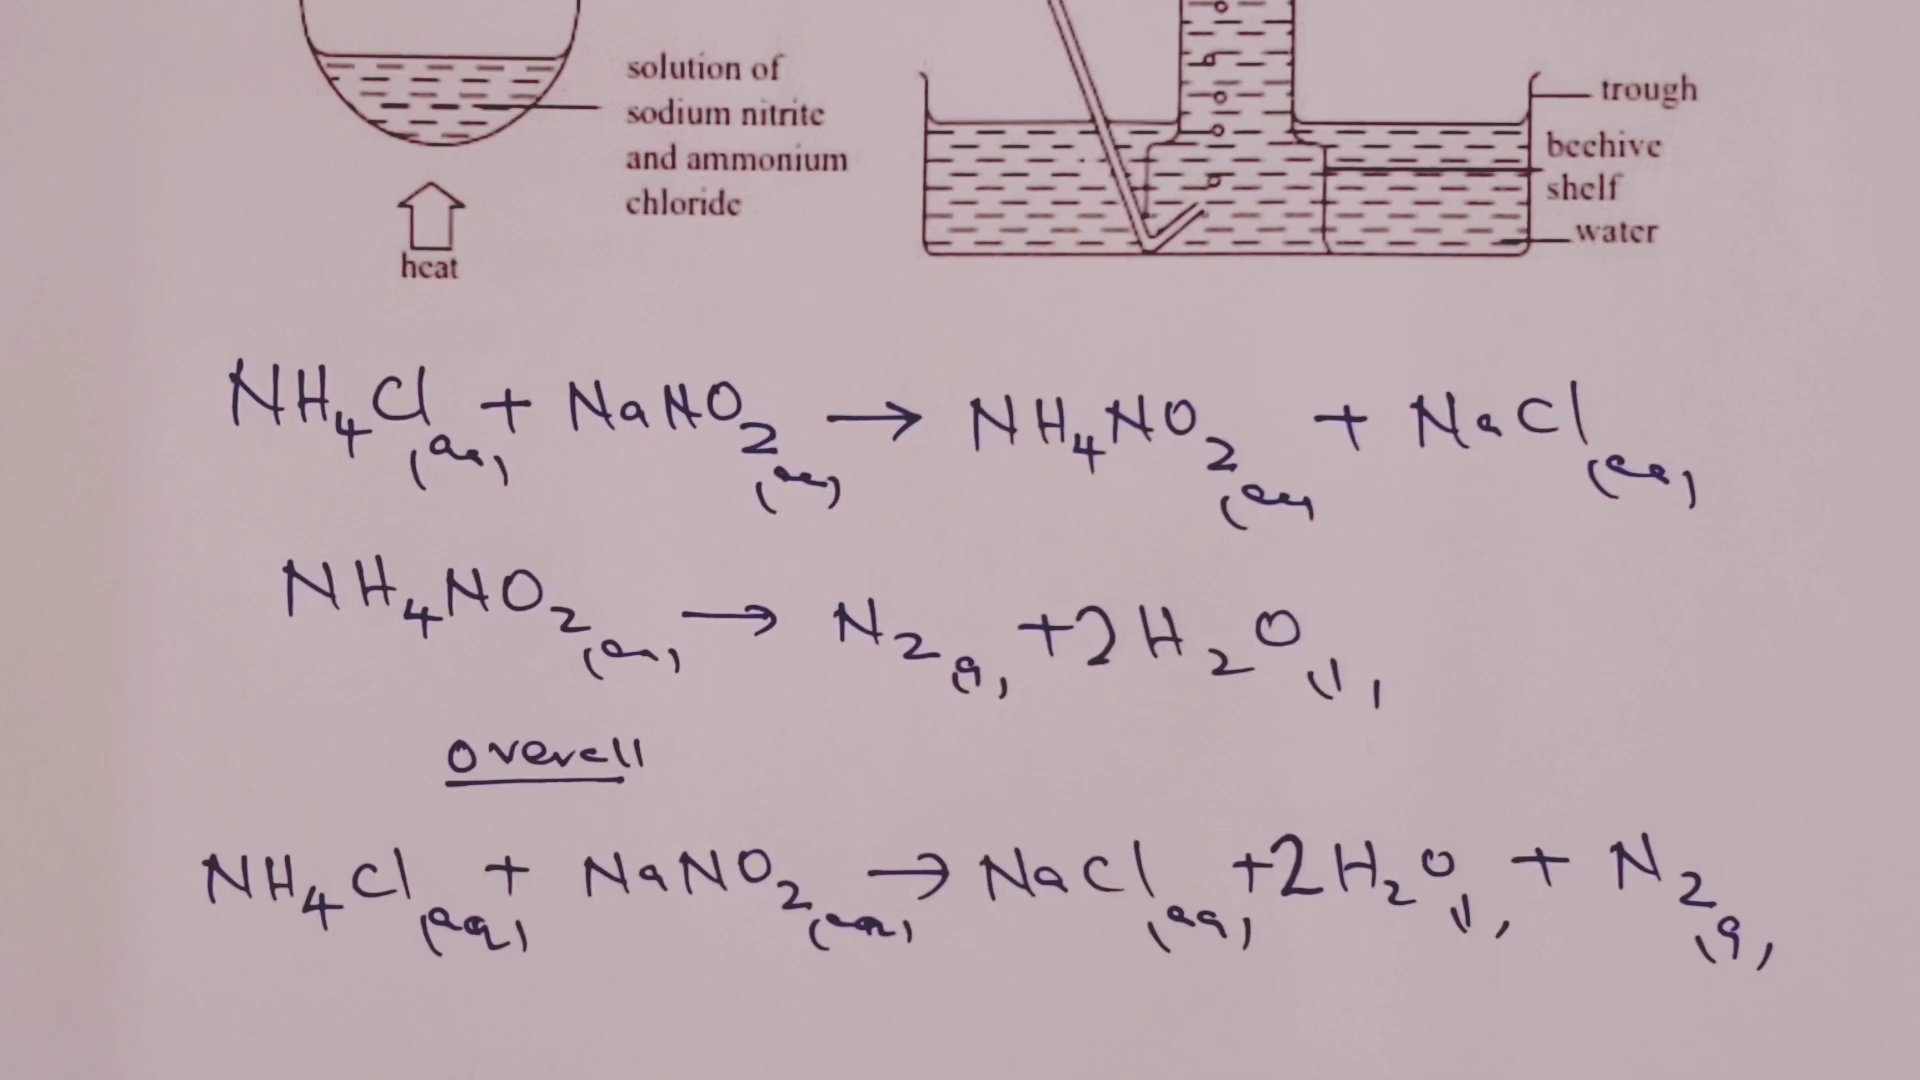 solution of
sodium nitrite
and ammonium
chloride
heat
trough
beehive
shelf
water
NH₄Cl(aq) + NaNO₂(aq) → NH₄NO₂(aq) + NaCl(aq)
NH₄NO₂(aq) → N₂(g) + 2H₂O(l)
overall
NH₄Cl(aq) + NaNO₂(aq) → NaCl(aq) + 2H₂O(l) + N₂(g)